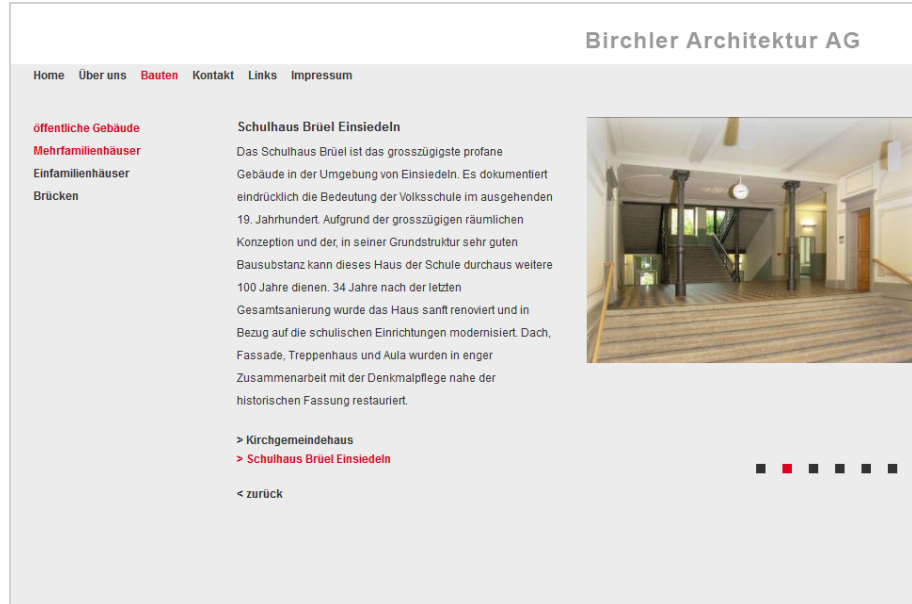 Birchler Architektur AG
Home Über uns Bauten Kontakt Links Impressum
öffentliche Gebäude
Mehrfamilienhäuser
Einfamilienhäuser
Brücken
Schulhaus Brüel Einsiedeln
Das Schulhaus Brüel ist das grosszügigste profane
Gebäude in der Umgebung von Einsiedeln. Es dokumentiert
eindrücklich die Bedeutung der Volksschule im ausgehenden
19. Jahrhundert. Aufgrund der grosszügigen räumlichen
Konzeption und der, in seiner Grundstruktur sehr guten
Bausubstanz kann dieses Haus der Schule durchaus weitere
100 Jahre dienen. 34 Jahre nach der letzten
Gesamtsanierung wurde das Haus sanft renoviert und in
Bezug auf die schulischen Einrichtungen modernisiert. Dach,
Fassade, Treppenhaus und Aula wurden in enger
Zusammenarbeit mit der Denkmalpflege nahe der
historischen Fassung restauriert.
> Kirchgemeindehaus
> Schulhaus Brüel Einsiedeln
< zurück